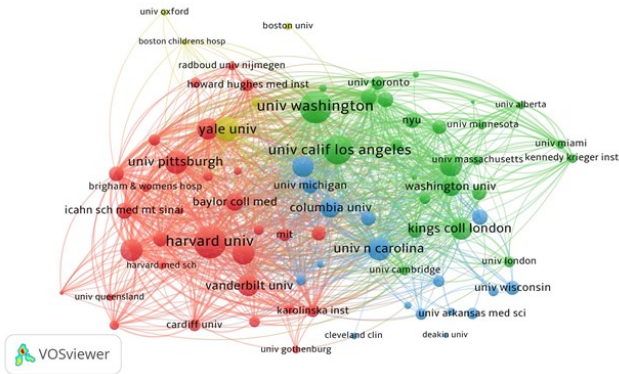 univ oxford
boston univ
boston childrens hosp
radboud univ nijmegen
howard hughes med inst
univ toronto
univ washington
univ alberta
yale univ
nyu
univ minnesota
univ miami
univ calif los angeles
univ pittsburgh
univ massachusetts
kennedy krieger inst
brigham & womens hosp
univ michigan
washington univ
baylor coll med
columbia univ
icahn sch med mt sinai
kings coll london
mit
harvard univ
univ n carolina
harvard med sch
univ london
univ cambridge
vanderbilt univ
univ wisconsin
univ queensland
karolinska inst
univ arkansas med sci
cardiff univ
cleveland clin
deakin univ
univ gothenburg
VOSviewer